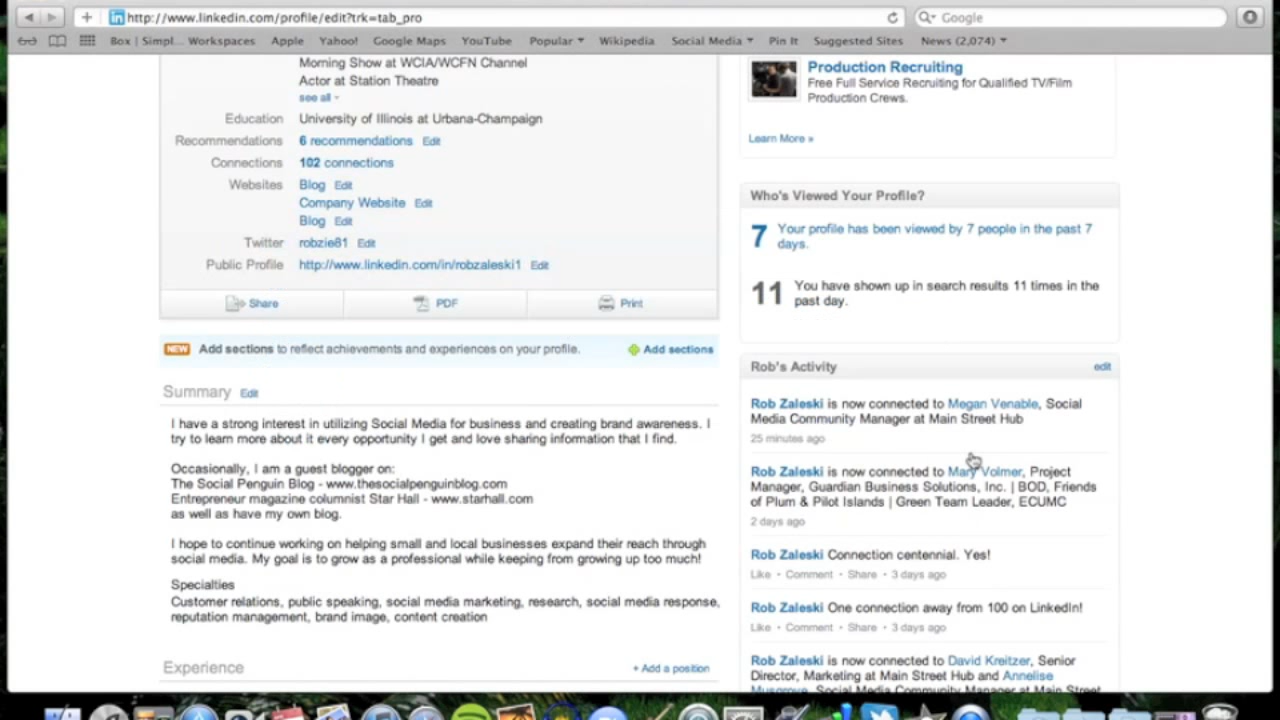 http://www.linkedin.com/profile/edit?trk=tab_pro
Google
Box | Simpl... Workspaces Apple Yahoo! Google Maps YouTube Popular Wikipedia Social Media Pin It Suggested Sites News (2,074)
Morning Show at WCIA/WCFN Channel
Actor at Station Theatre
see all
Education University of Illinois at Urbana-Champaign
Recommendations 6 recommendations Edit
Connections 102 connections
Websites Blog Edit
Company Website Edit
Blog Edit
Twitter robzie81 Edit
Public Profile http://www.linkedin.com/in/robzaleski1 Edit
Share PDF Print
NEW Add sections to reflect achievements and experiences on your profile. Add sections
Summary Edit
I have a strong interest in utilizing Social Media for business and creating brand awareness. I
try to learn more about it every opportunity I get and love sharing information that I find.
Occasionally, I am a guest blogger on:
The Social Penguin Blog - www.thesocialpenguinblog.com
Entrepreneur magazine columnist Star Hall - www.starhall.com
as well as have my own blog.
I hope to continue working on helping small and local businesses expand their reach through
social media. My goal is to grow as a professional while keeping from growing up too much!
Specialties
Customer relations, public speaking, social media marketing, research, social media response,
reputation management, brand image, content creation
Experience + Add a position
Production Recruiting
Free Full Service Recruiting for Qualified TV/Film
Production Crews.
Learn More »
Who's Viewed Your Profile?
7 Your profile has been viewed by 7 people in the past 7
days.
11 You have shown up in search results 11 times in the
past day.
Rob's Activity edit
Rob Zaleski is now connected to Megan Venable, Social
Media Community Manager at Main Street Hub
25 minutes ago
Rob Zaleski is now connected to Mary Volmer, Project
Manager, Guardian Business Solutions, Inc. | BOD, Friends
of Plum & Pilot Islands | Green Team Leader, ECUMC
2 days ago
Rob Zaleski Connection centennial. Yes!
Like • Comment • Share • 3 days ago
Rob Zaleski One connection away from 100 on LinkedIn!
Like • Comment • Share • 3 days ago
Rob Zaleski is now connected to David Kreitzer, Senior
Director, Marketing at Main Street Hub and Annelise
Musgrove, Social Media Community Manager at Main Street